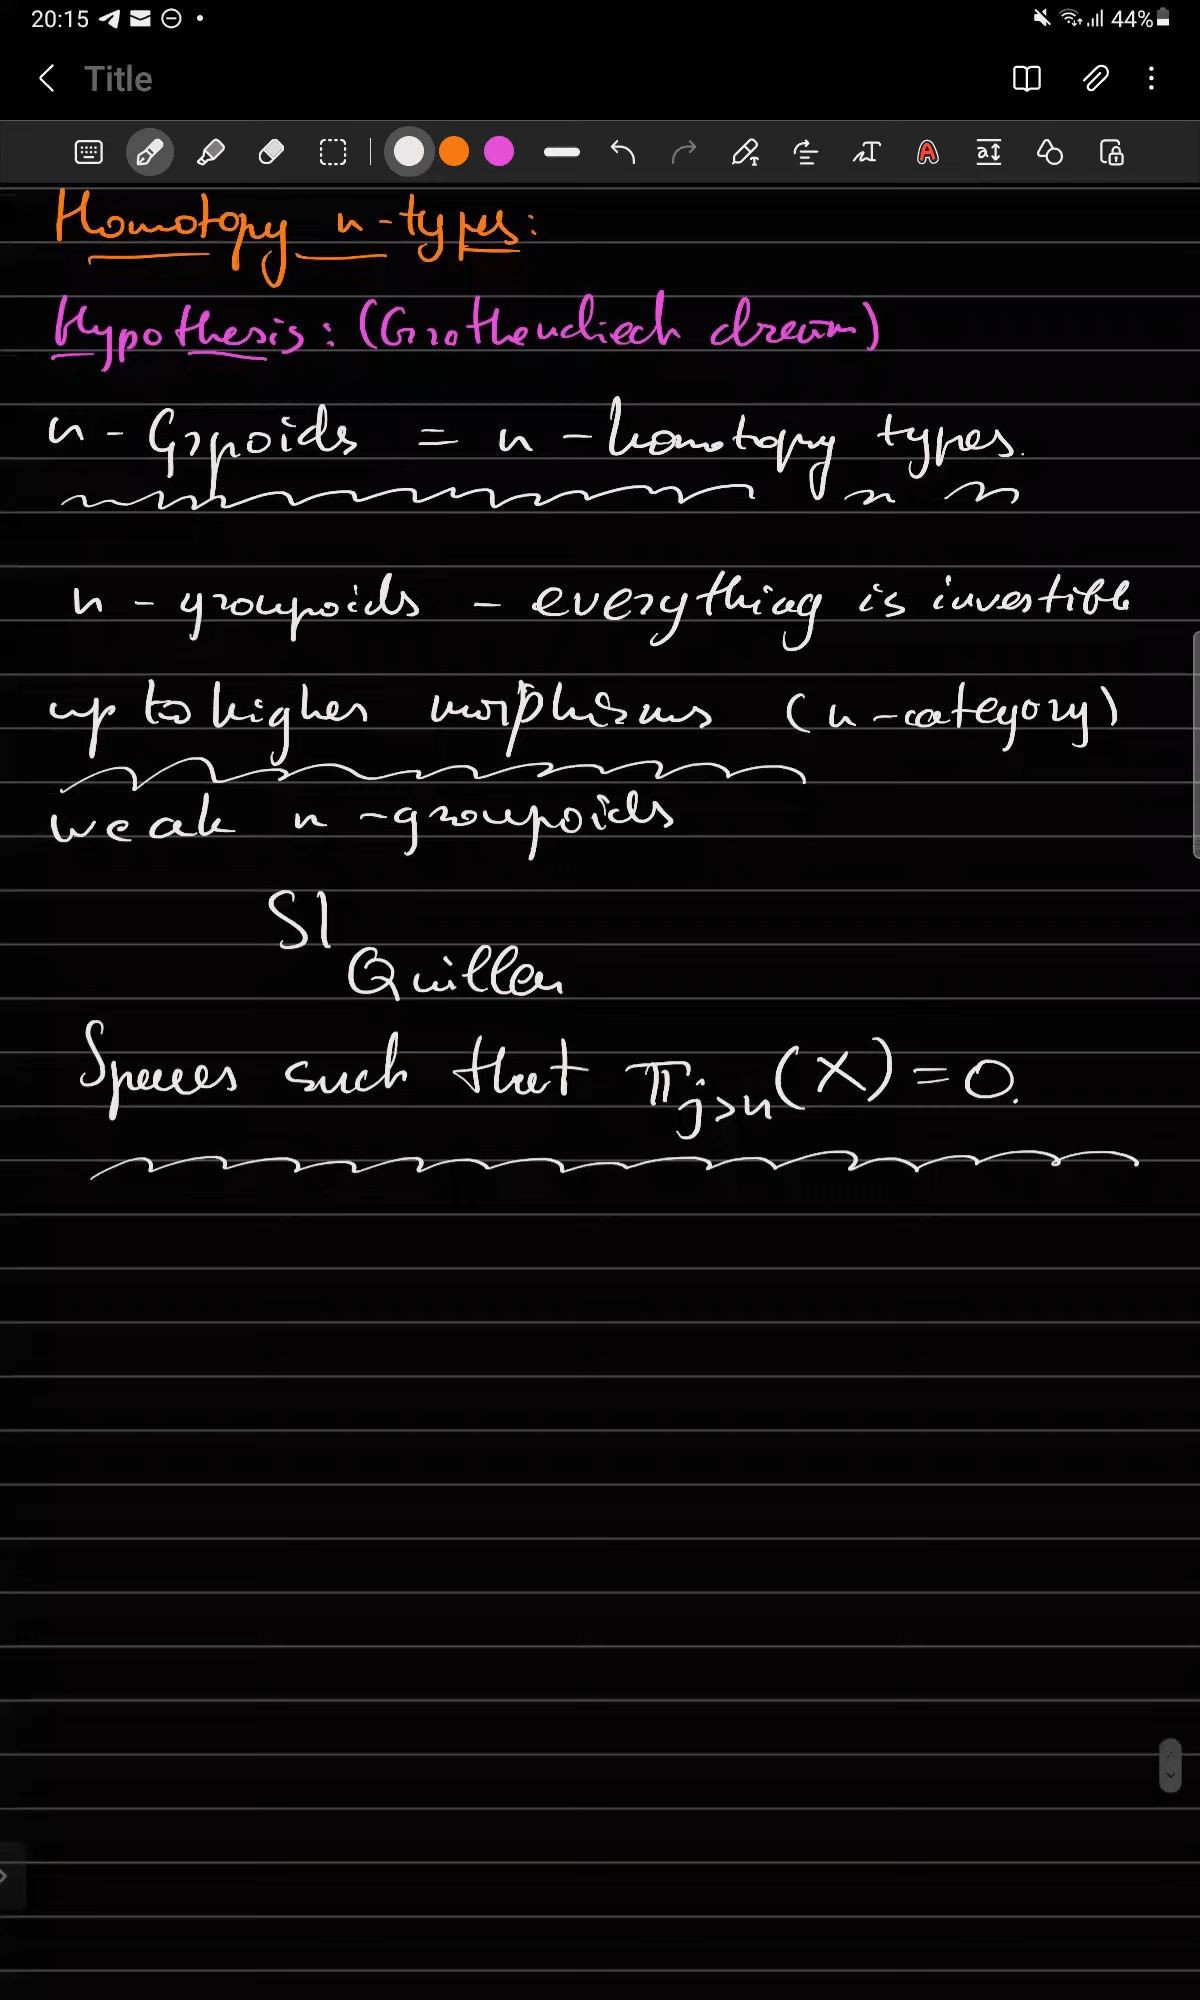 20:15
44%
Title
Homotopy n-types:
Hypothesis: (Grothendieck dream)
n-Grpoids = n-homotopy types.
n-groupoids - everything is invertible
up to higher morphisms (n-category)
weak n-groupoids
Sl
Quillen
Spaces such that π_{j>n}(X) = 0.